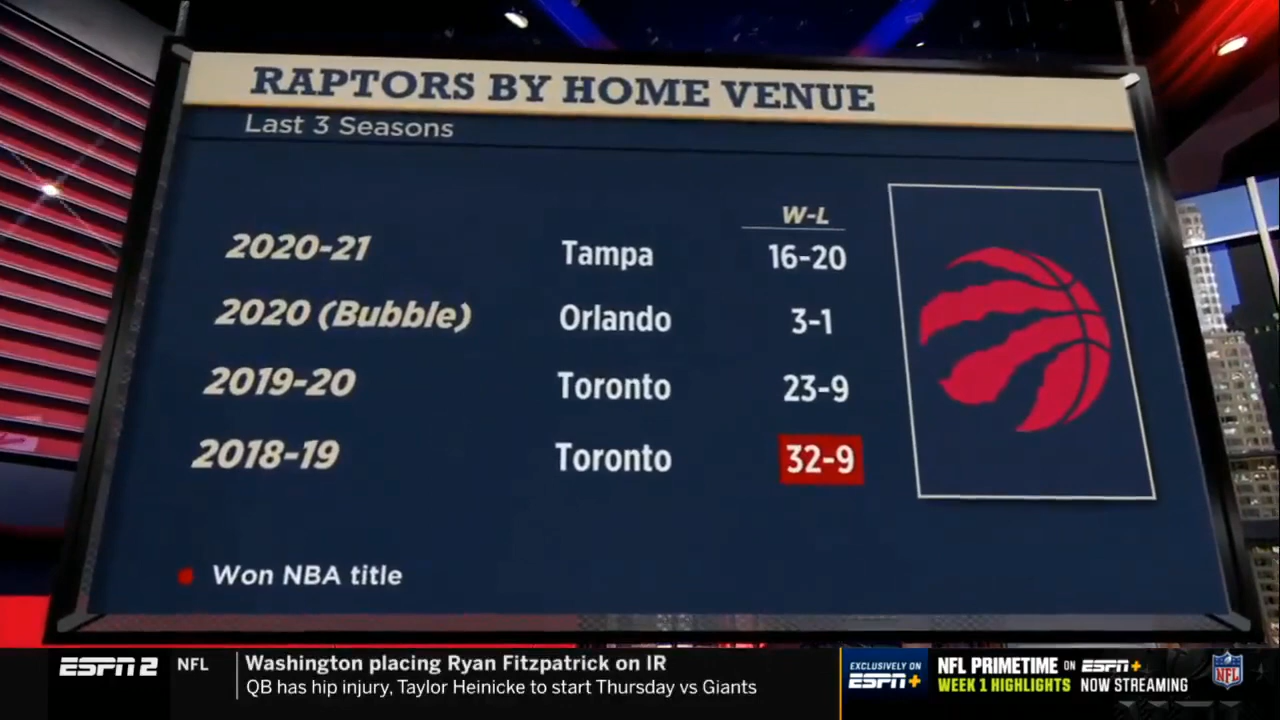 RAPTORS BY HOME VENUE
Last 3 Seasons
W-L
2020-21 Tampa 16-20
2020 (Bubble) Orlando 3-1
2019-20 Toronto 23-9
2018-19 Toronto 32-9
Won NBA title
ESPN2 NFL
Washington placing Ryan Fitzpatrick on IR
QB has hip injury, Taylor Heinicke to start Thursday vs Giants
EXCLUSIVELY ON
ESPN+
NFL PRIMETIME ON ESPN+
WEEK 1 HIGHLIGHTS NOW STREAMING
NFL